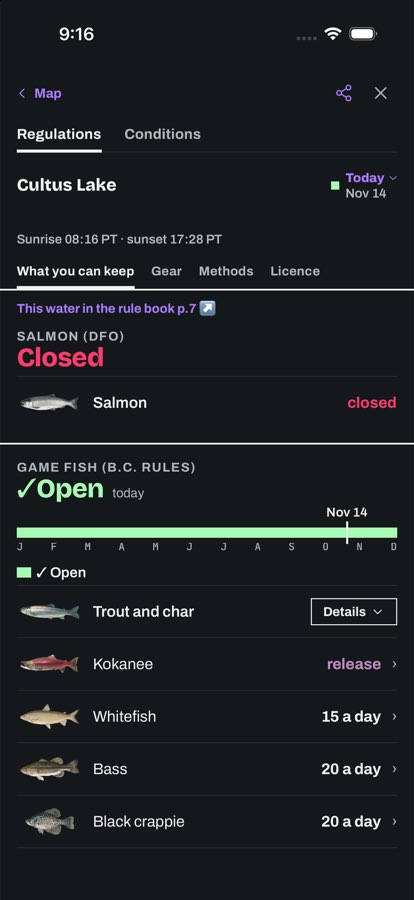 9:16
Map
Regulations Conditions
Cultus Lake
Today
Nov 14
Sunrise 08:16 PT · sunset 17:28 PT
What you can keep Gear Methods Licence
This water in the rule book p.7 ↗
SALMON (DFO)
Closed
Salmon closed
GAME FISH (B.C. RULES)
✓Open today
Nov 14
J F M A M J J A S O N D
✓ Open
Trout and char Details
Kokanee release
Whitefish 15 a day
Bass 20 a day
Black crappie 20 a day